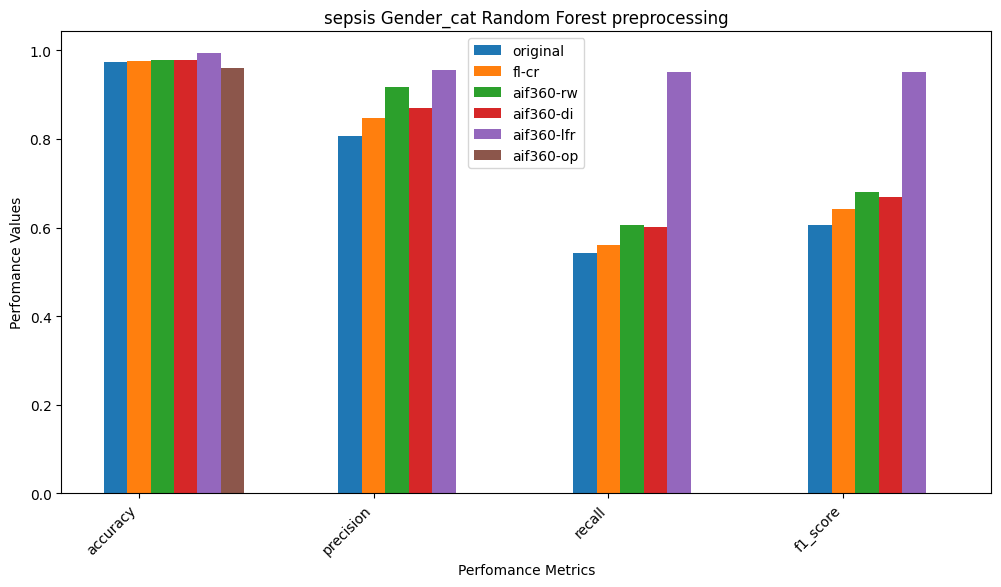 sepsis Gender_cat Random Forest preprocessing
1.0
0.8
0.6
0.4
0.2
0.0
Perfomance Values
original
fl-cr
aif360-rw
aif360-di
aif360-lfr
aif360-op
accuracy
precision
recall
f1_score
Perfomance Metrics